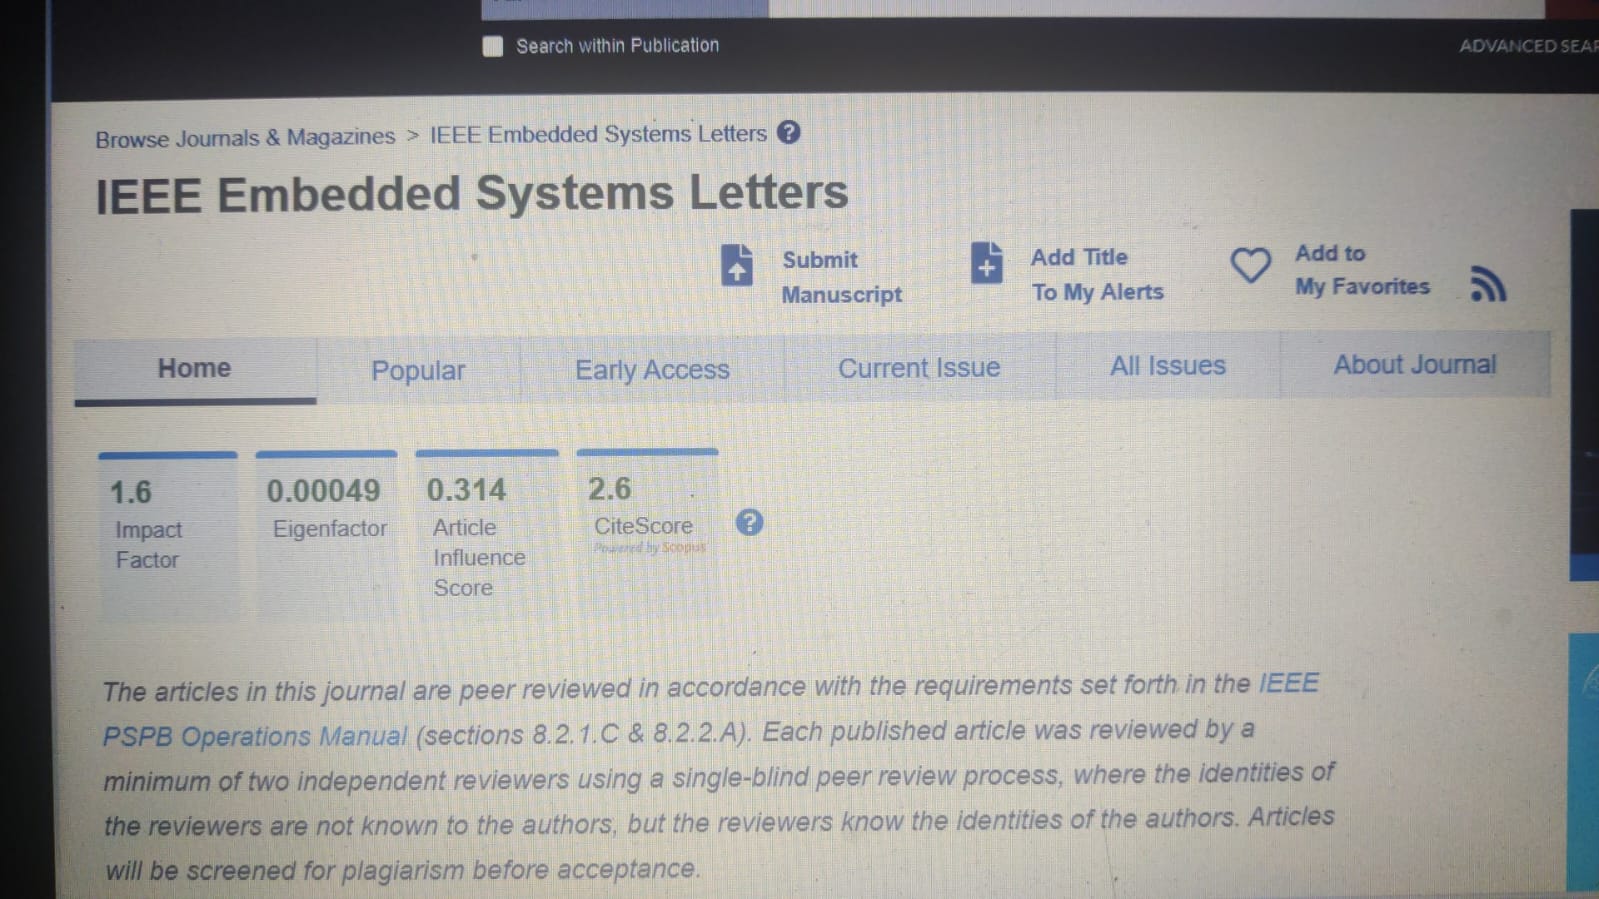 Search within Publication
ADVANCED SEAR
Browse Journals & Magazines > IEEE Embedded Systems Letters ?
IEEE Embedded Systems Letters
Submit
Manuscript
Add Title
To My Alerts
Add to
My Favorites
Home
Popular
Early Access
Current Issue
All Issues
About Journal
1.6
Impact
Factor
0.00049
Eigenfactor
0.314
Article
Influence
Score
2.6
CiteScore
Powered by Scopus
?
The articles in this journal are peer reviewed in accordance with the requirements set forth in the IEEE
PSPB Operations Manual (sections 8.2.1.C & 8.2.2.A). Each published article was reviewed by a
minimum of two independent reviewers using a single-blind peer review process, where the identities of
the reviewers are not known to the authors, but the reviewers know the identities of the authors. Articles
will be screened for plagiarism before acceptance.